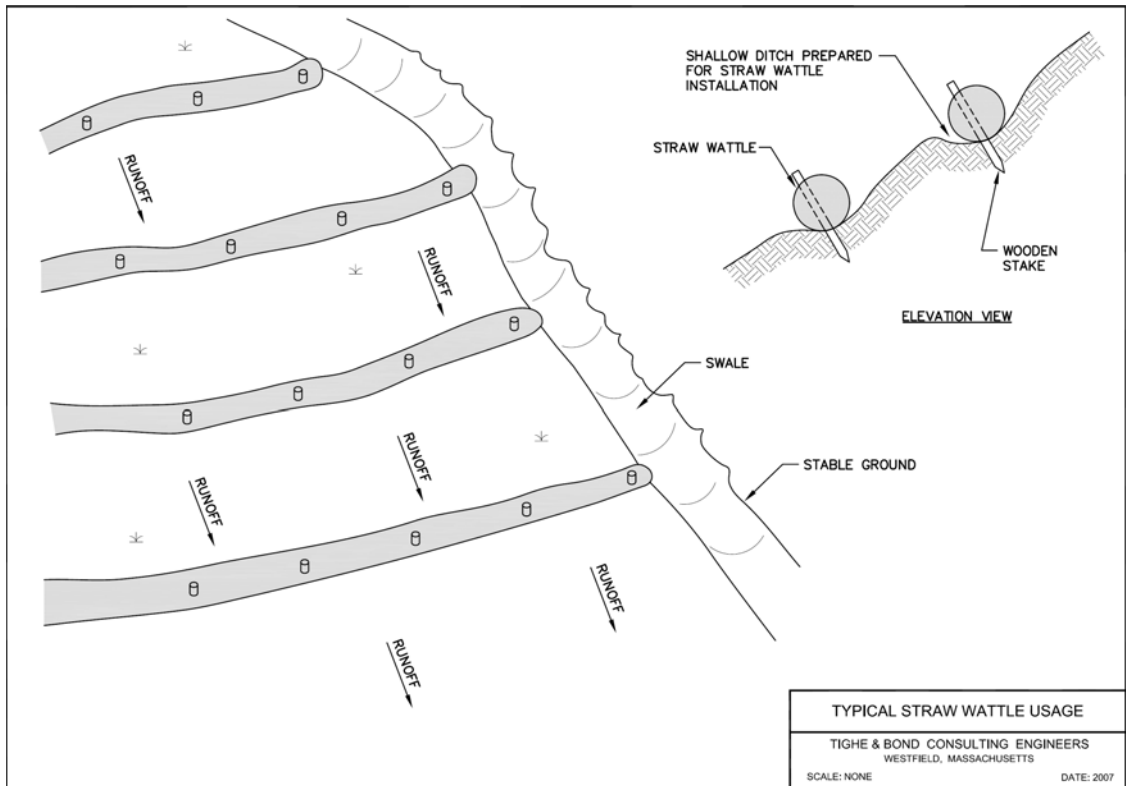 SHALLOW DITCH PREPARED
FOR STRAW WATTLE
INSTALLATION
STRAW WATTLE
WOODEN
STAKE
ELEVATION VIEW
RUNOFF
RUNOFF
SWALE
RUNOFF
STABLE GROUND
RUNOFF
RUNOFF
RUNOFF
TYPICAL STRAW WATTLE USAGE
TIGHE & BOND CONSULTING ENGINEERS
WESTFIELD, MASSACHUSETTS
SCALE: NONE
DATE: 2007